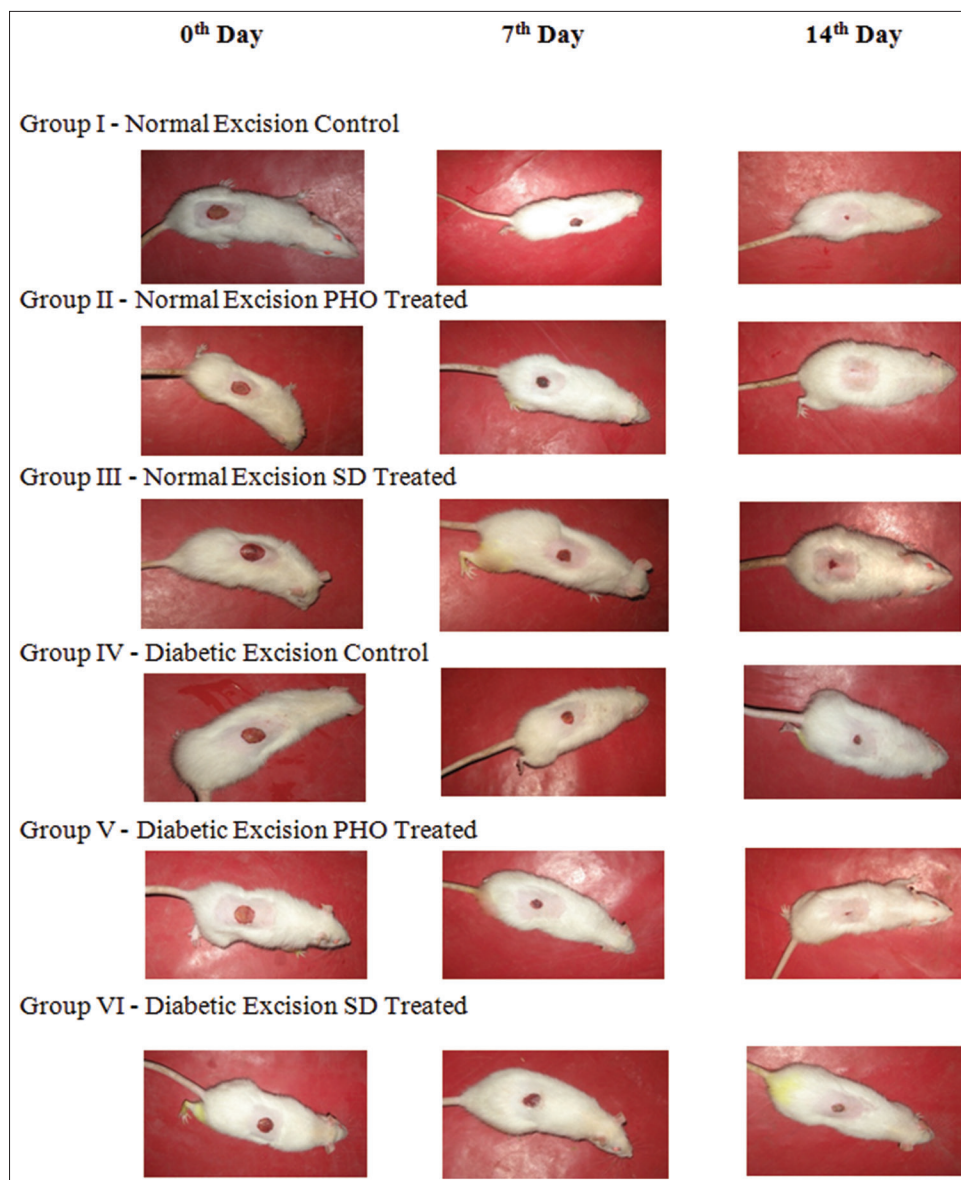 0th Day 7th Day 14th Day
Group I - Normal Excision Control
Group II - Normal Excision PHO Treated
Group III - Normal Excision SD Treated
Group IV - Diabetic Excision Control
Group V - Diabetic Excision PHO Treated
Group VI - Diabetic Excision SD Treated